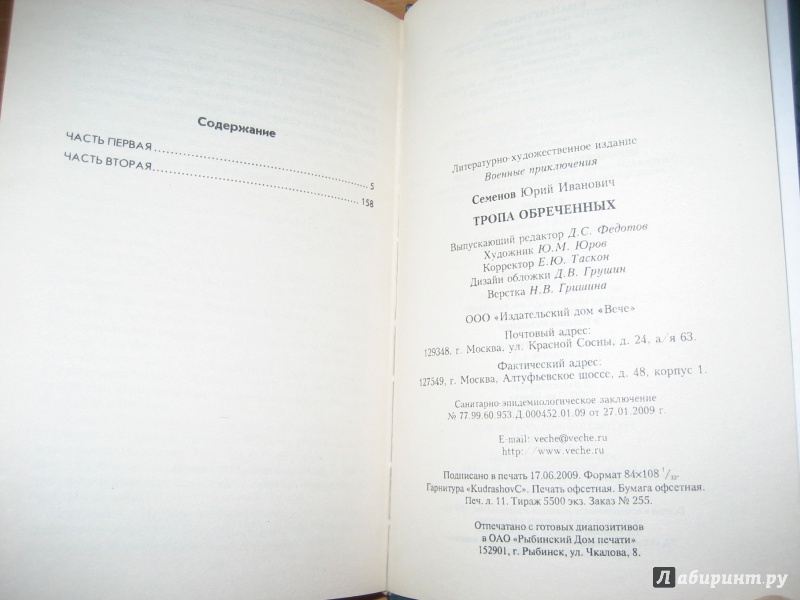 Содержание
ЧАСТЬ ПЕРВАЯ 5
ЧАСТЬ ВТОРАЯ 158
Литературно-художественное издание
Военные приключения
Семенов Юрий Иванович
ТРОПА ОБРЕЧЕННЫХ
Выпускающий редактор Д.С. Федотов
Художник Ю.М. Юров
Корректор Е.Ю. Таскон
Дизайн обложки Д.В. Грушин
Верстка Н.В. Гришина
ООО «Издательский дом «Вече»
Почтовый адрес:
129348, г. Москва, ул. Красной Сосны, д. 24, а/я 63.
Фактический адрес:
127549, г. Москва, Алтуфьевское шоссе, д. 48, корпус 1.
Санитарно-эпидемиологическое заключение
№ 77.99.60.953.Д.000452.01.09 от 27.01.2009 г.
E-mail: veche@veche.ru
http://www.veche.ru
Подписано в печать 17.06.2009. Формат 84×108 1/32.
Гарнитура «KudrashovC». Печать офсетная. Бумага офсетная.
Печ. л. 11. Тираж 5500 экз. Заказ № 255.
Отпечатано с готовых диапозитивов
в ОАО «Рыбинский Дом печати»
152901, г. Рыбинск, ул. Чкалова, 8.
Лабиринт.ру